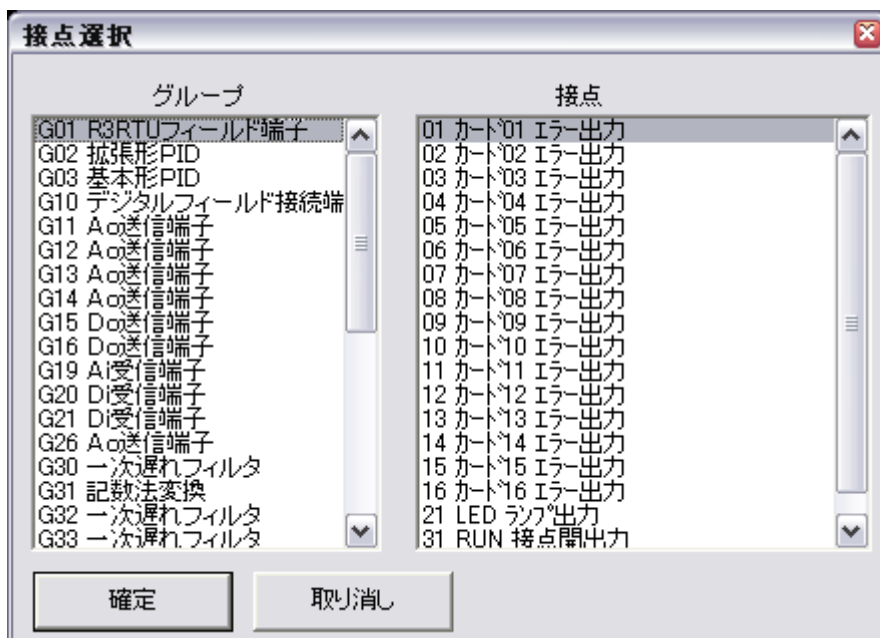 接点選択
グループ
G01 R3RTUフィールド端子
G02 拡張形PID
G03 基本形PID
G10 デジタルフィールド接続端
G11 Ao送信端子
G12 Ao送信端子
G13 Ao送信端子
G14 Ao送信端子
G15 Do送信端子
G16 Do送信端子
G19 Ai受信端子
G20 Di受信端子
G21 Di受信端子
G26 Ao送信端子
G30 一次遅れフィルタ
G31 記数法変換
G32 一次遅れフィルタ
G33 一次遅れフィルタ
接点
01 カード01 エラー出力
02 カード02 エラー出力
03 カード03 エラー出力
04 カード04 エラー出力
05 カード05 エラー出力
06 カード06 エラー出力
07 カード07 エラー出力
08 カード08 エラー出力
09 カード09 エラー出力
10 カード10 エラー出力
11 カード11 エラー出力
12 カード12 エラー出力
13 カード13 エラー出力
14 カード14 エラー出力
15 カード15 エラー出力
16 カード16 エラー出力
21 LED ランプ出力
31 RUN 接点開出力
確定
取り消し